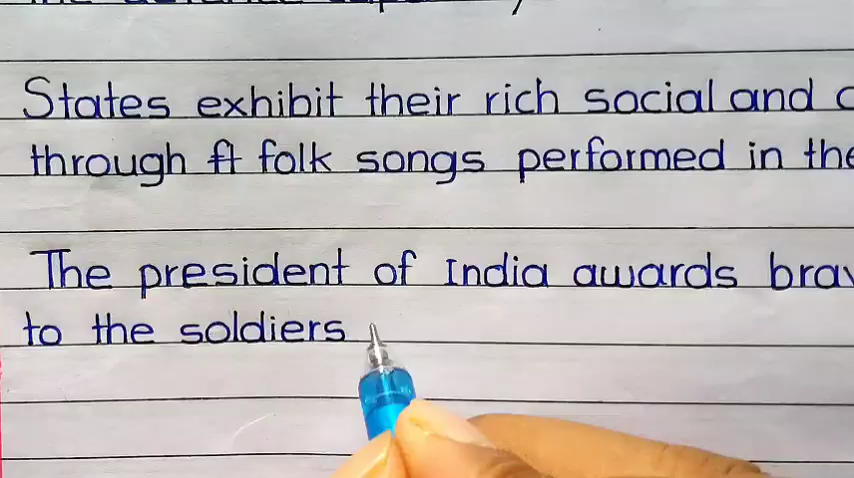 States exhibit their rich social and
through ft folk songs performed in the
The president of India awards
to the soldiers